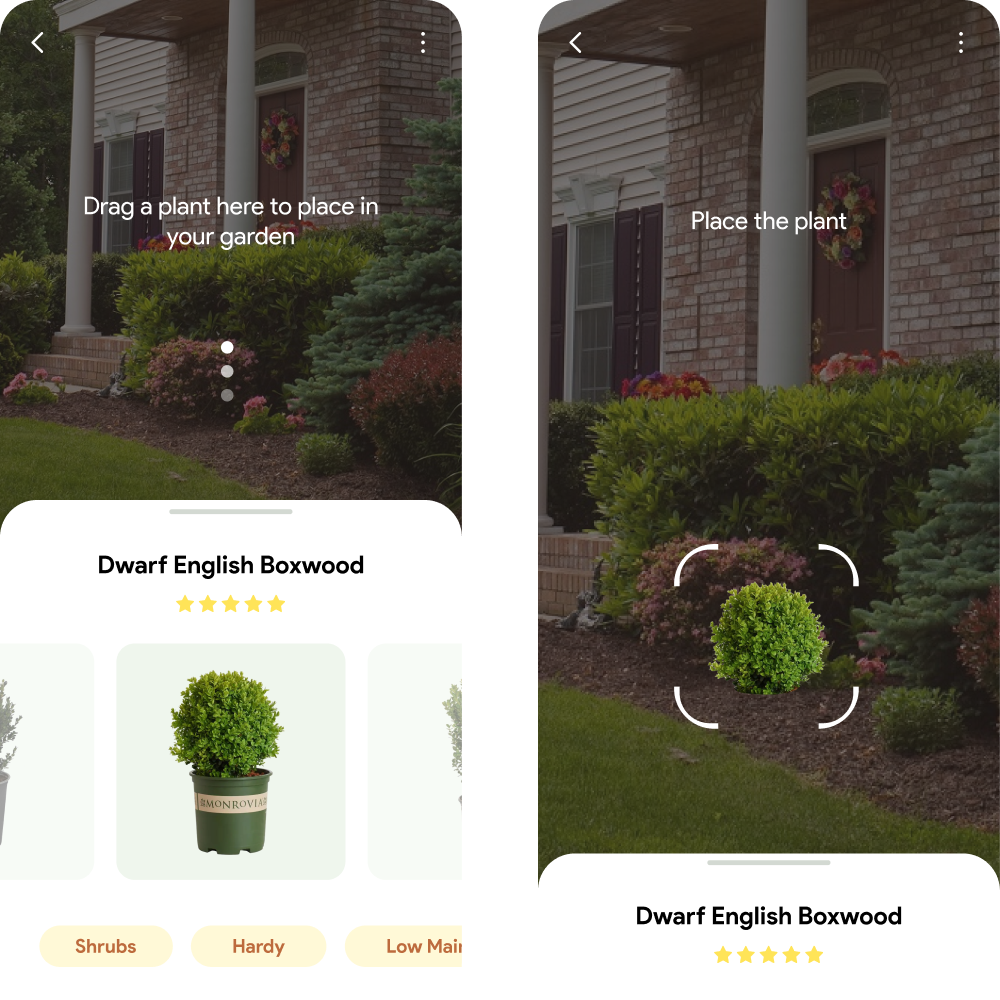 Drag a plant here to place in
your garden
Dwarf English Boxwood
MONROVIA
Shrubs
Hardy
Low Main
Place the plant
Dwarf English Boxwood